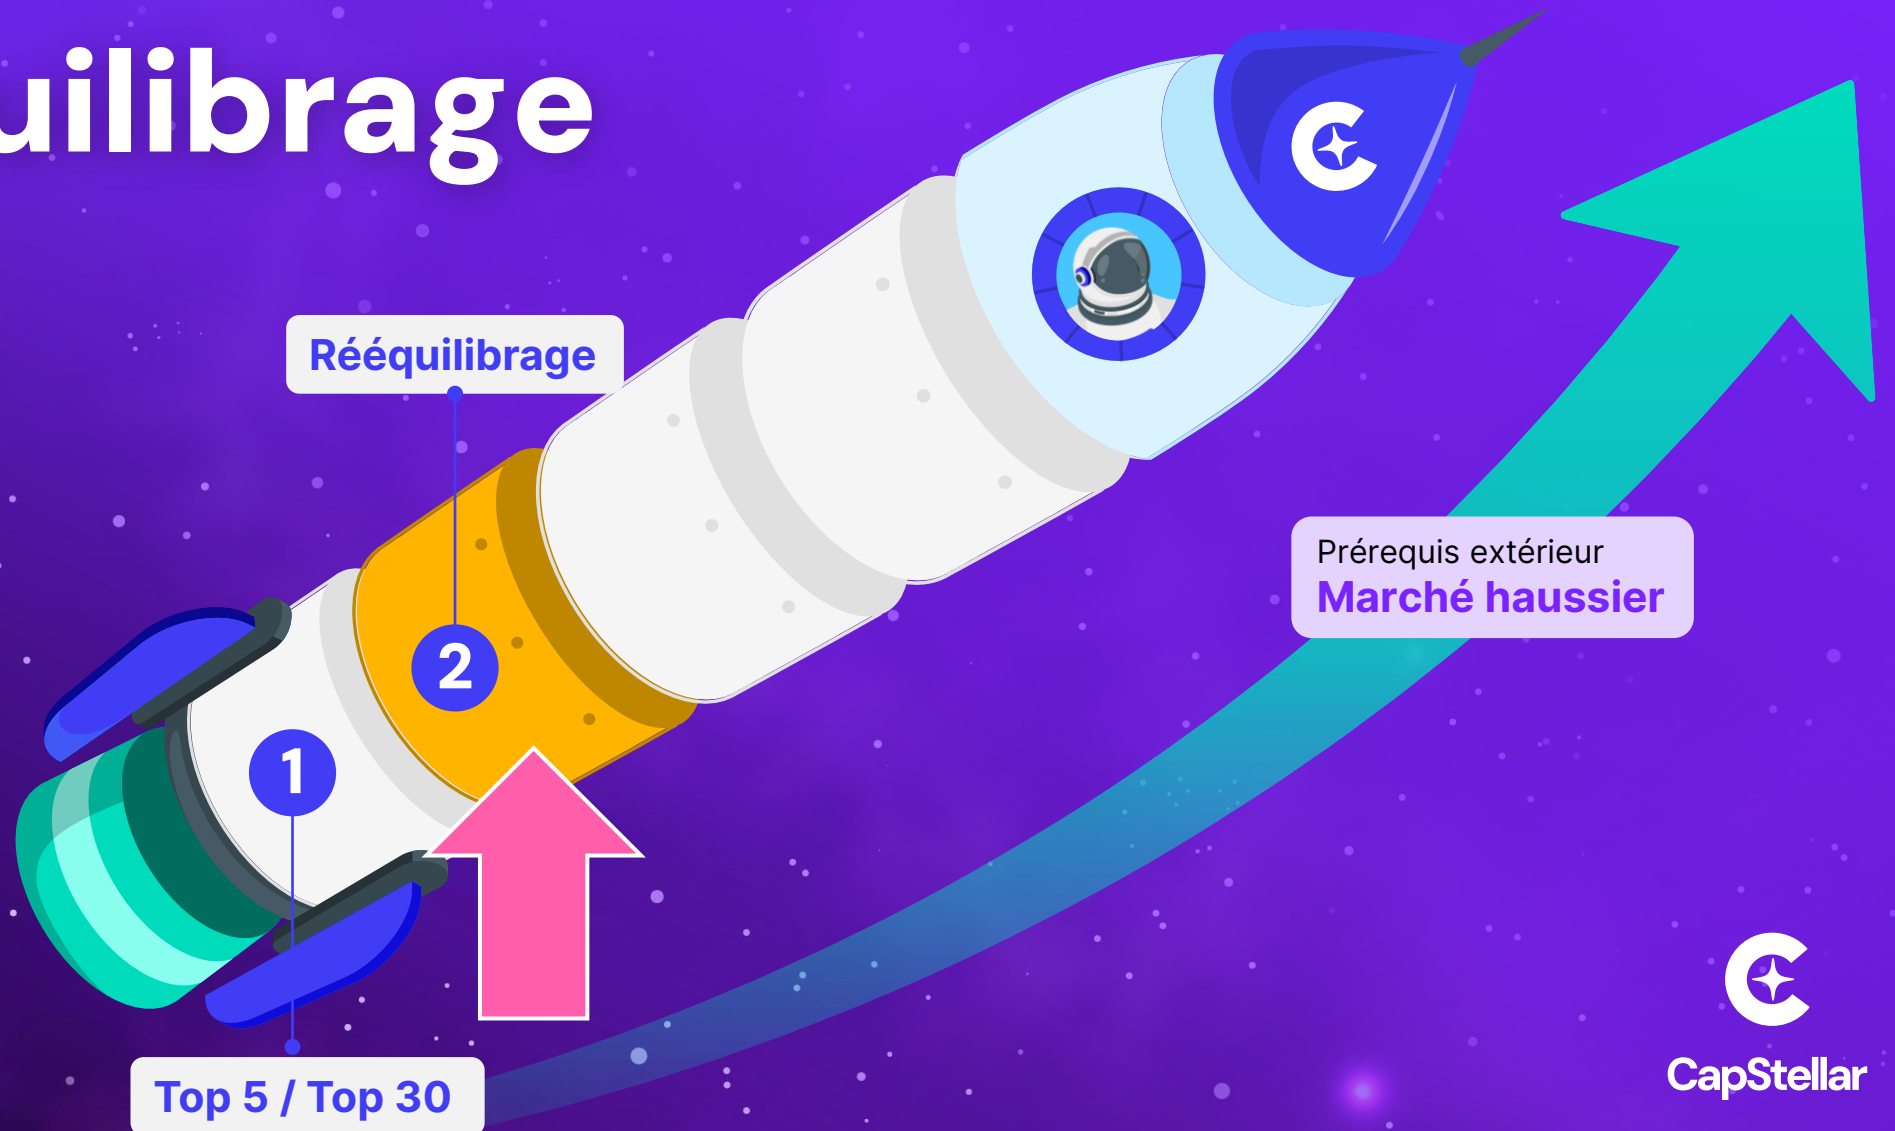 uilibrage
Rééquilibrage
2
1
Top 5 / Top 30
Prérequis extérieur
Marché haussier
CapStellar